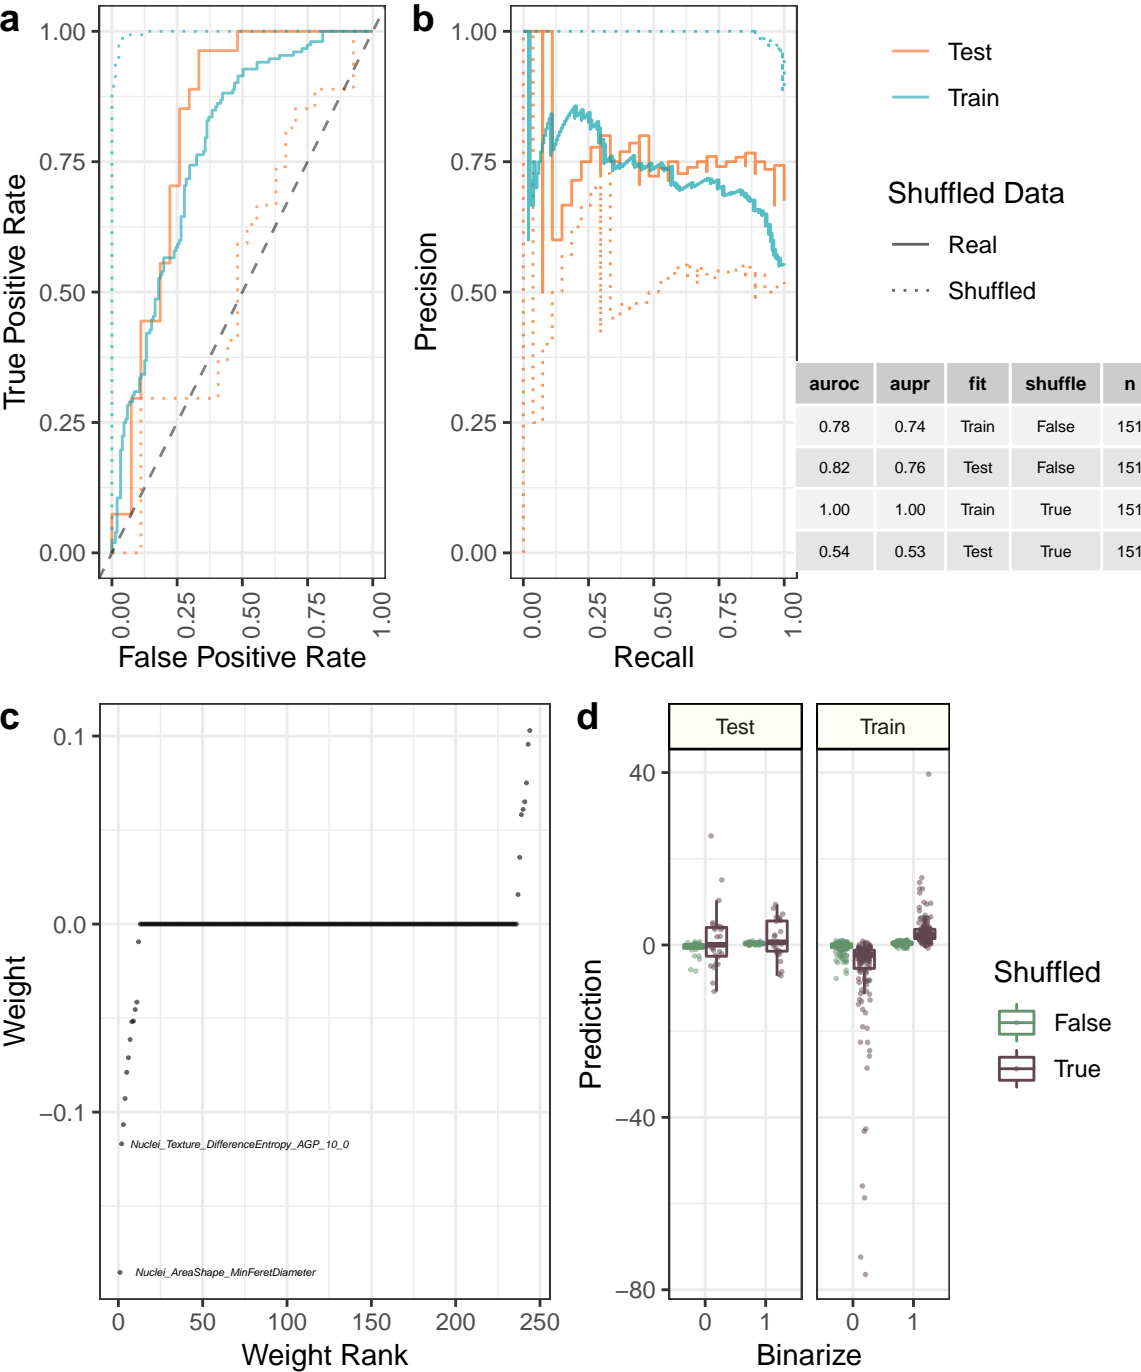 a
1.00
0.75
0.50
0.25
0.00
True Positive Rate
0.00
0.25
0.50
0.75
1.00
False Positive Rate
b
1.00
0.75
0.50
0.25
0.00
Precision
0.00
0.25
0.50
0.75
1.00
Recall
Test
Train
Shuffled Data
Real
Shuffled
auroc aupr fit shuffle n
0.78 0.74 Train False 151
0.82 0.76 Test False 151
1.00 1.00 Train True 151
0.54 0.53 Test True 151
c
0.1
0.0
−0.1
Weight
Nuclei_Texture_DifferenceEntropy_AGP_10_0
Nuclei_AreaShape_MinFeretDiameter
0 50 100 150 200 250
Weight Rank
d
Test Train
40
0
−40
−80
Prediction
0 1 0 1
Binarize
Shuffled
False
True